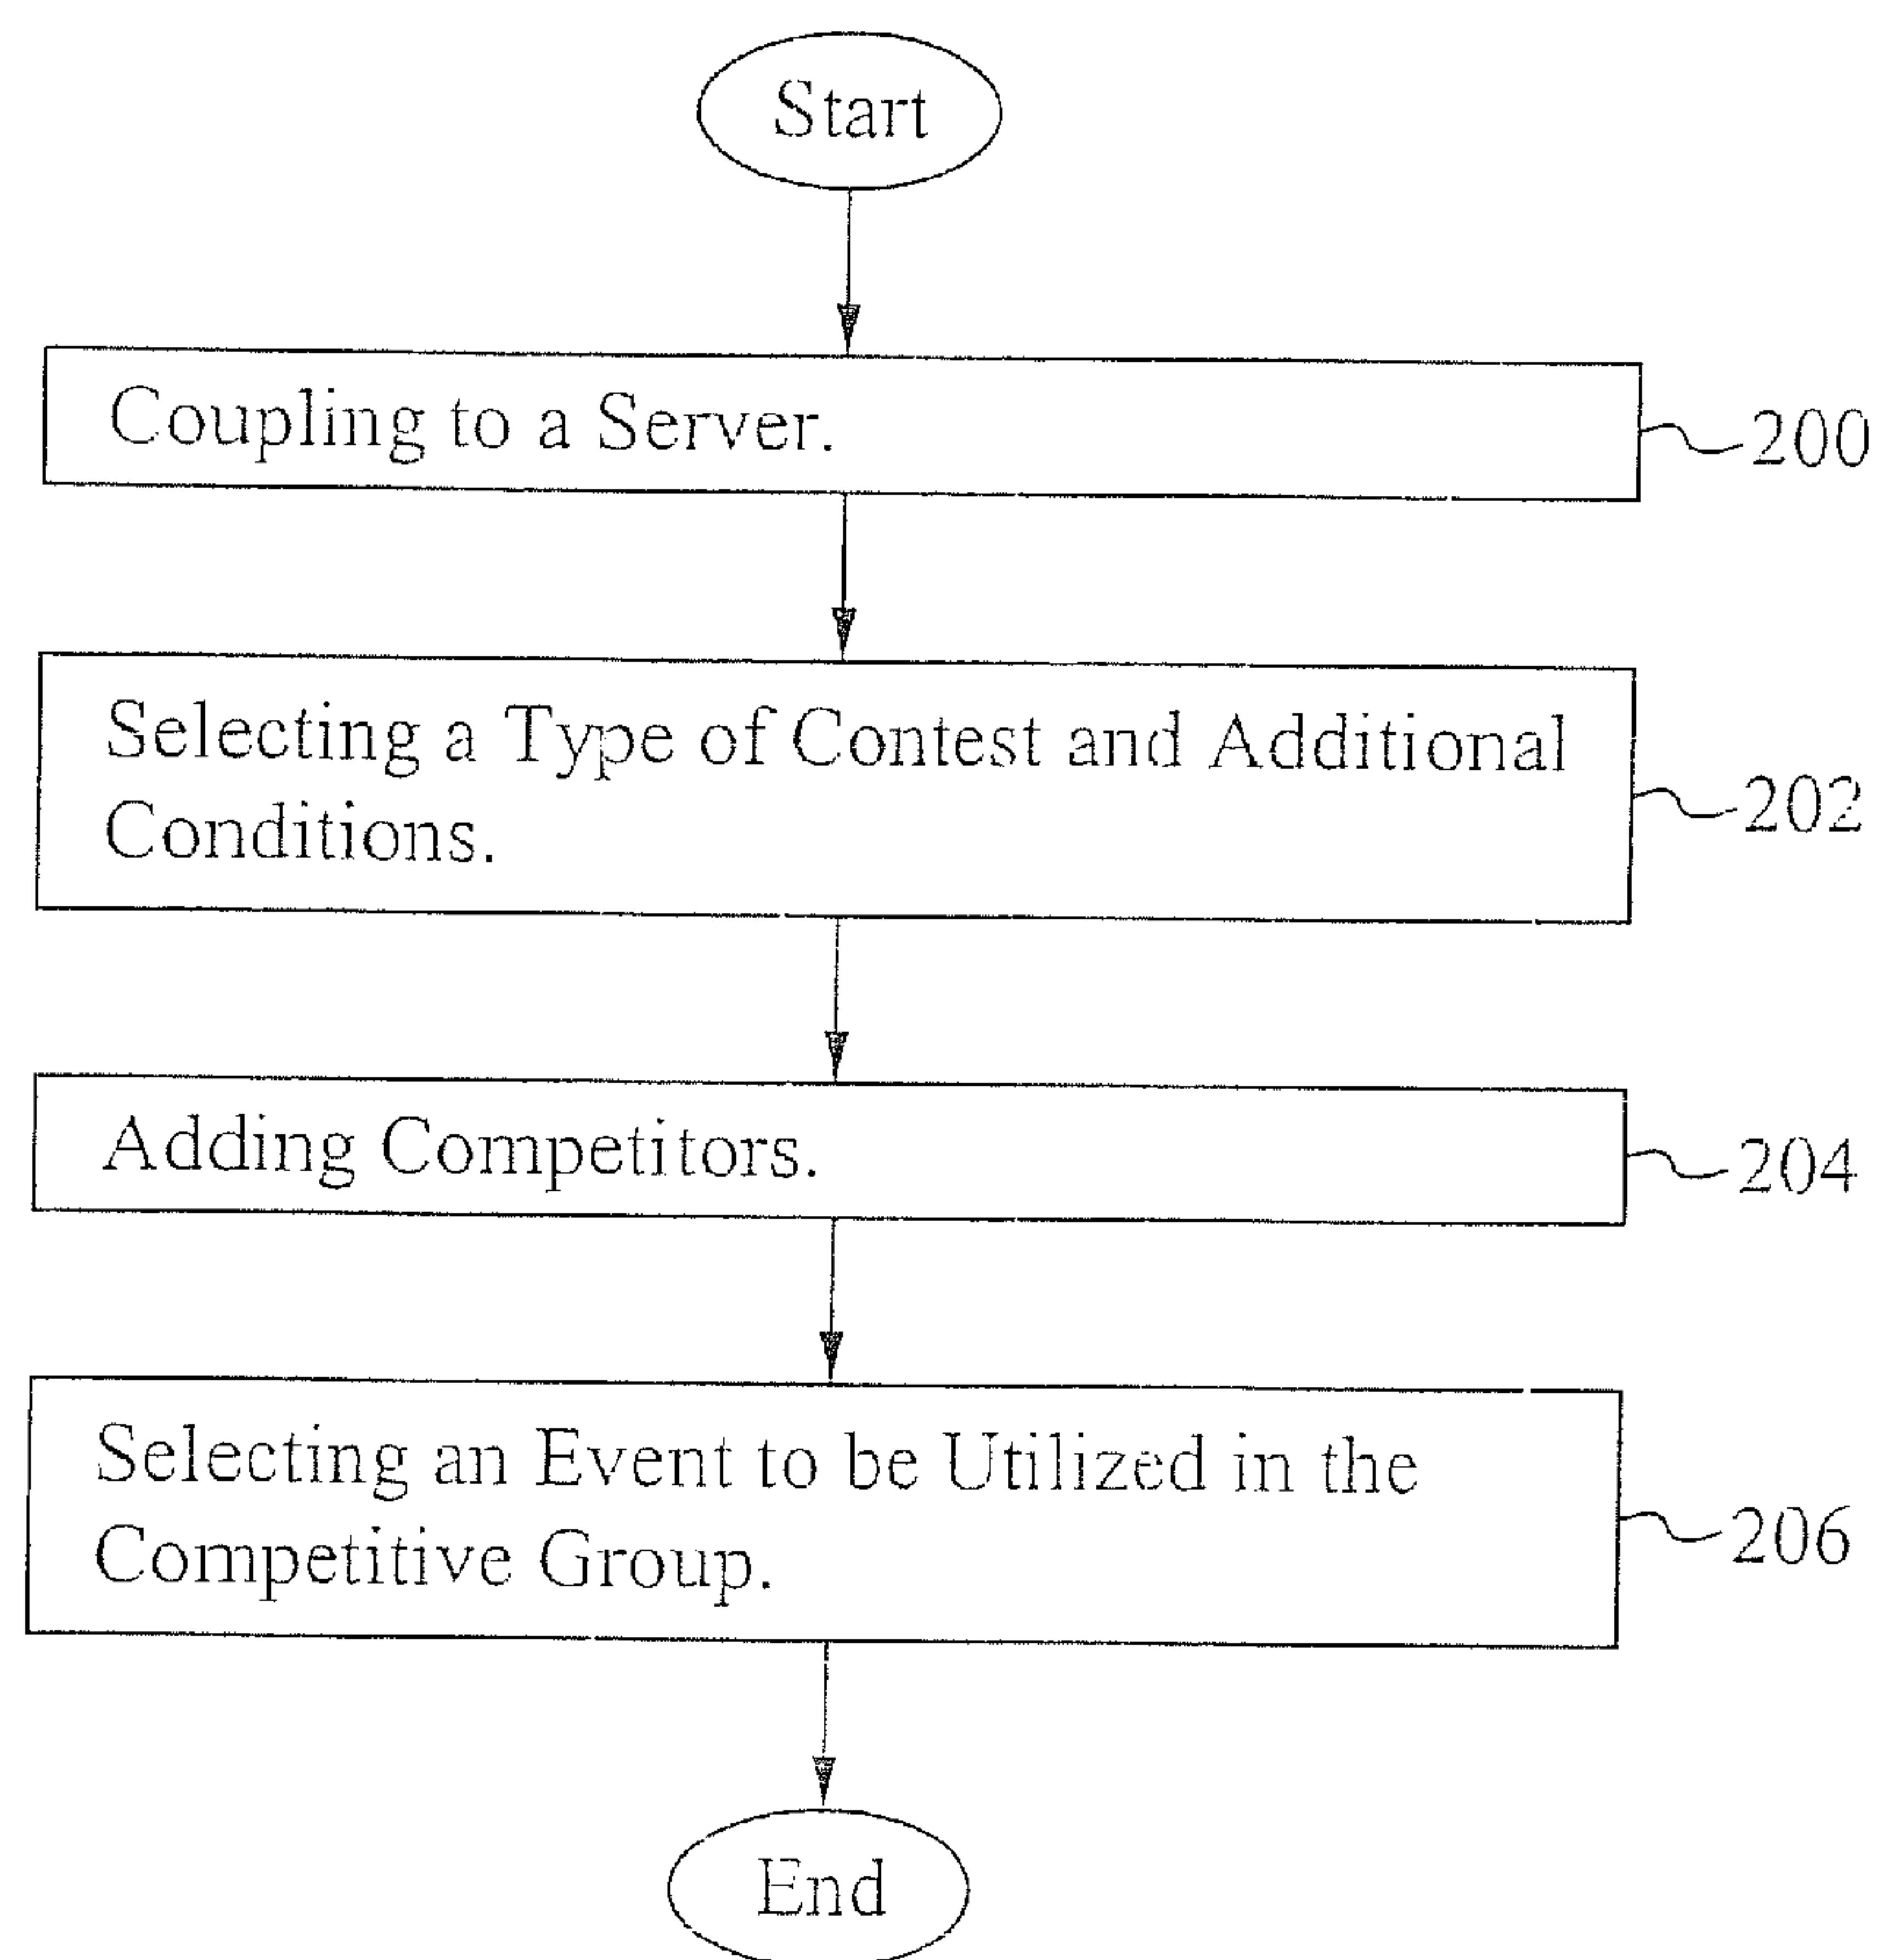 Start
Coupling to a Server.
200
Selecting a Type of Contest and Additional
Conditions.
202
Adding Competitors.
204
Selecting an Event to be Utilized in the
Competitive Group.
206
End